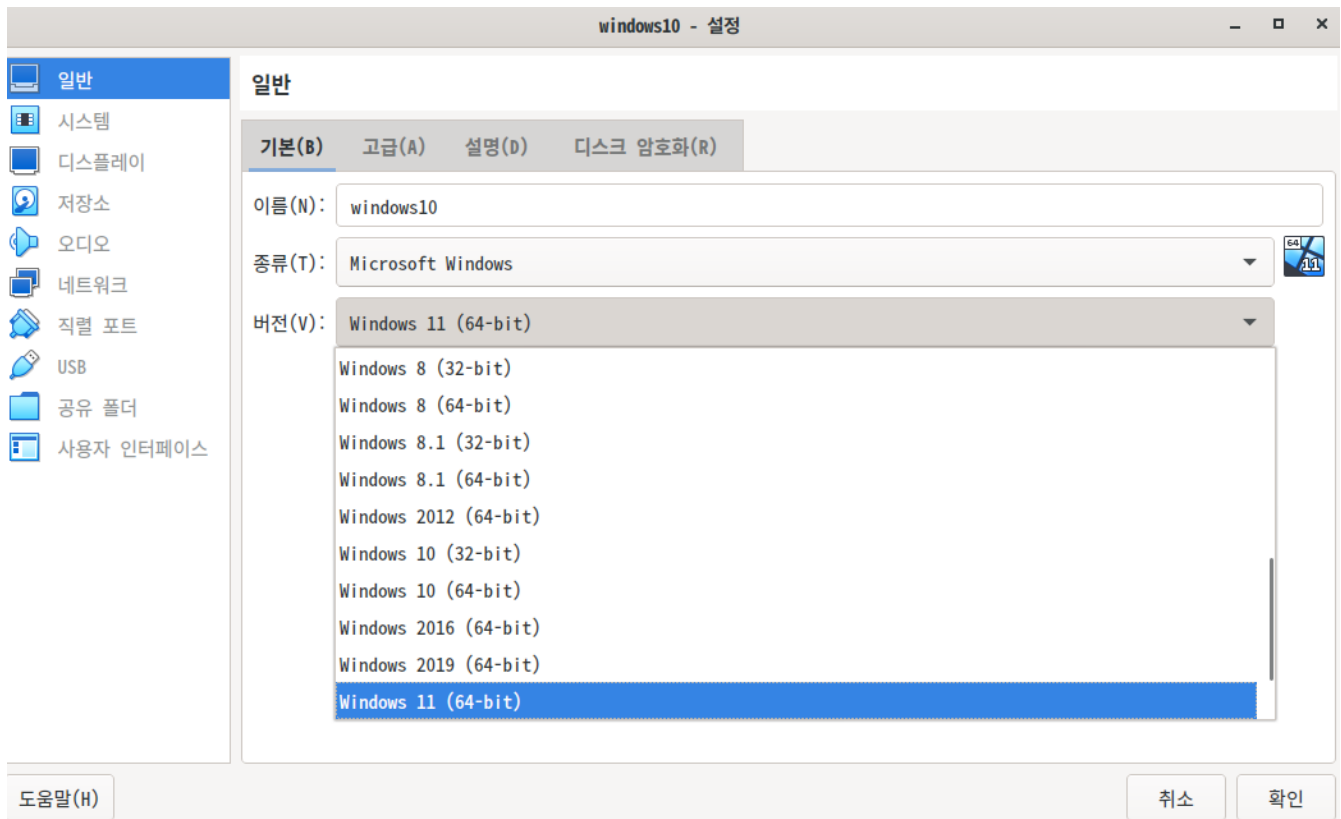 windows10 - 설정
일반
시스템
디스플레이
저장소
오디오
네트워크
직렬 포트
USB
공유 폴더
사용자 인터페이스
일반
기본(B) 고급(A) 설명(D) 디스크 암호화(R)
이름(N): windows10
종류(T): Microsoft Windows
64
11
버전(V): Windows 11 (64-bit)
Windows 8 (32-bit)
Windows 8 (64-bit)
Windows 8.1 (32-bit)
Windows 8.1 (64-bit)
Windows 2012 (64-bit)
Windows 10 (32-bit)
Windows 10 (64-bit)
Windows 2016 (64-bit)
Windows 2019 (64-bit)
Windows 11 (64-bit)
도움말(H) 취소 확인